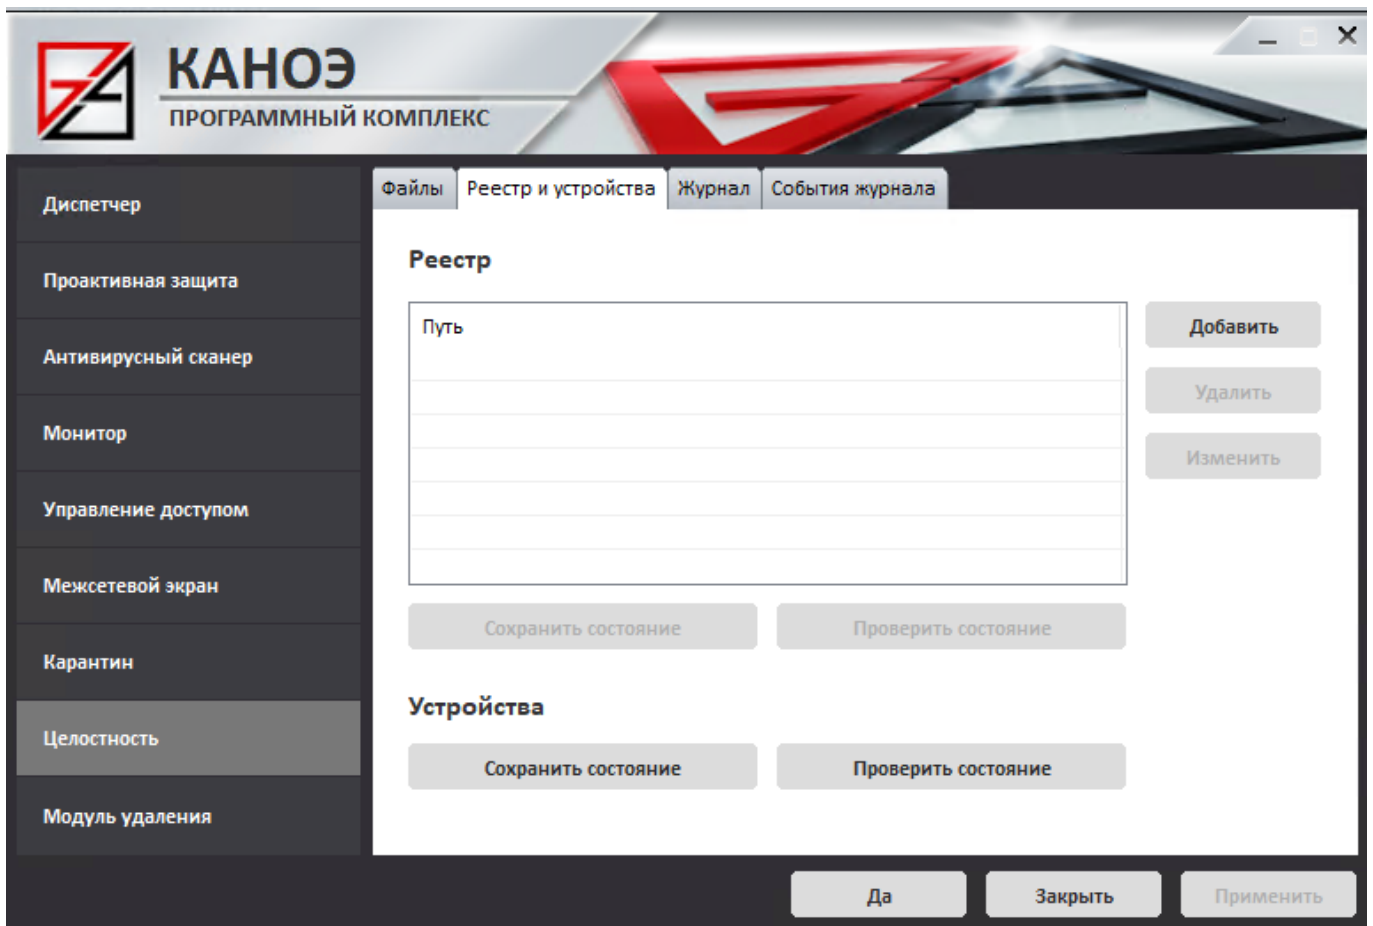 КАНОЭ
ПРОГРАММНЫЙ КОМПЛЕКС
Диспетчер
Проактивная защита
Антивирусный сканер
Монитор
Управление доступом
Межсетевой экран
Карантин
Целостность
Модуль удаления
Файлы Реестр и устройства Журнал События журнала
Реестр
Путь
Добавить
Удалить
Изменить
Сохранить состояние Проверить состояние
Устройства
Сохранить состояние Проверить состояние
Да Закрыть Применить